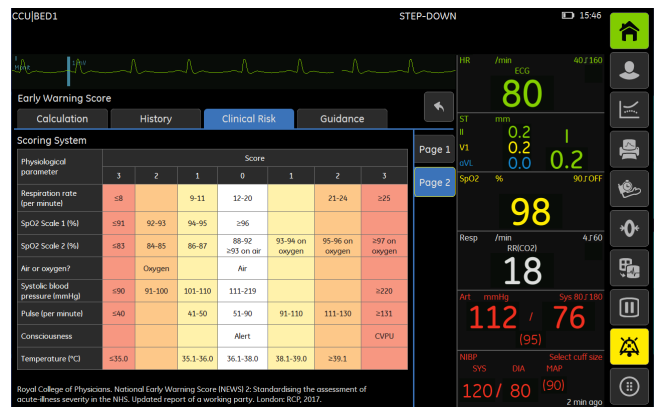 CCU|BED1 STEP-DOWN 15:46
1 mV
HR /min 40 160
ECG
80
Early Warning Score
Calculation History Clinical Risk Guidance
Scoring System
Page 1
Page 2
Physiological parameter Score
3 2 1 0 1 2 3
Respiration rate (per minute) ≤8 9-11 12-20 21-24 ≥25
SpO2 Scale 1 (%) ≤91 92-93 94-95 ≥96
SpO2 Scale 2 (%) ≤83 84-85 86-87 88-92 ≥93 on air 93-94 on oxygen 95-96 on oxygen ≥97 on oxygen
Air or oxygen? Oxygen Air
Systolic blood pressure (mmHg) ≤90 91-100 101-110 111-219 ≥220
Pulse (per minute) ≤40 41-50 51-90 91-110 111-130 ≥131
Consciousness Alert CVPU
Temperature (°C) ≤35.0 35.1-36.0 36.1-38.0 38.1-39.0 ≥39.1
Royal College of Physicians. National Early Warning Score (NEWS) 2: Standardising the assessment of
acute-illness severity in the NHS. Updated report of a working party. London: RCP, 2017.
ST mm
II 0.2 I
V1 0.2
aVL 0.0 0.2
SpO2 % 90 OFF
98
Resp /min 4 60
RR(CO2)
18
Art mmHg Sys 80 180
112 / 76
(95)
NIBP Select cuff size
SYS DIA MAP
120 / 80 (90)
2 min ago
0